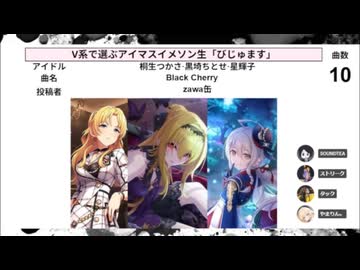 V系で選ぶアイマスイメソン生「びじゅます」
曲数
10
アイドル 桐生つかさ·黒埼ちとせ·星輝子
曲名 Black Cherry
投稿者 zawa缶
SOUNDTEA
ストリーク
タック
やまりん。